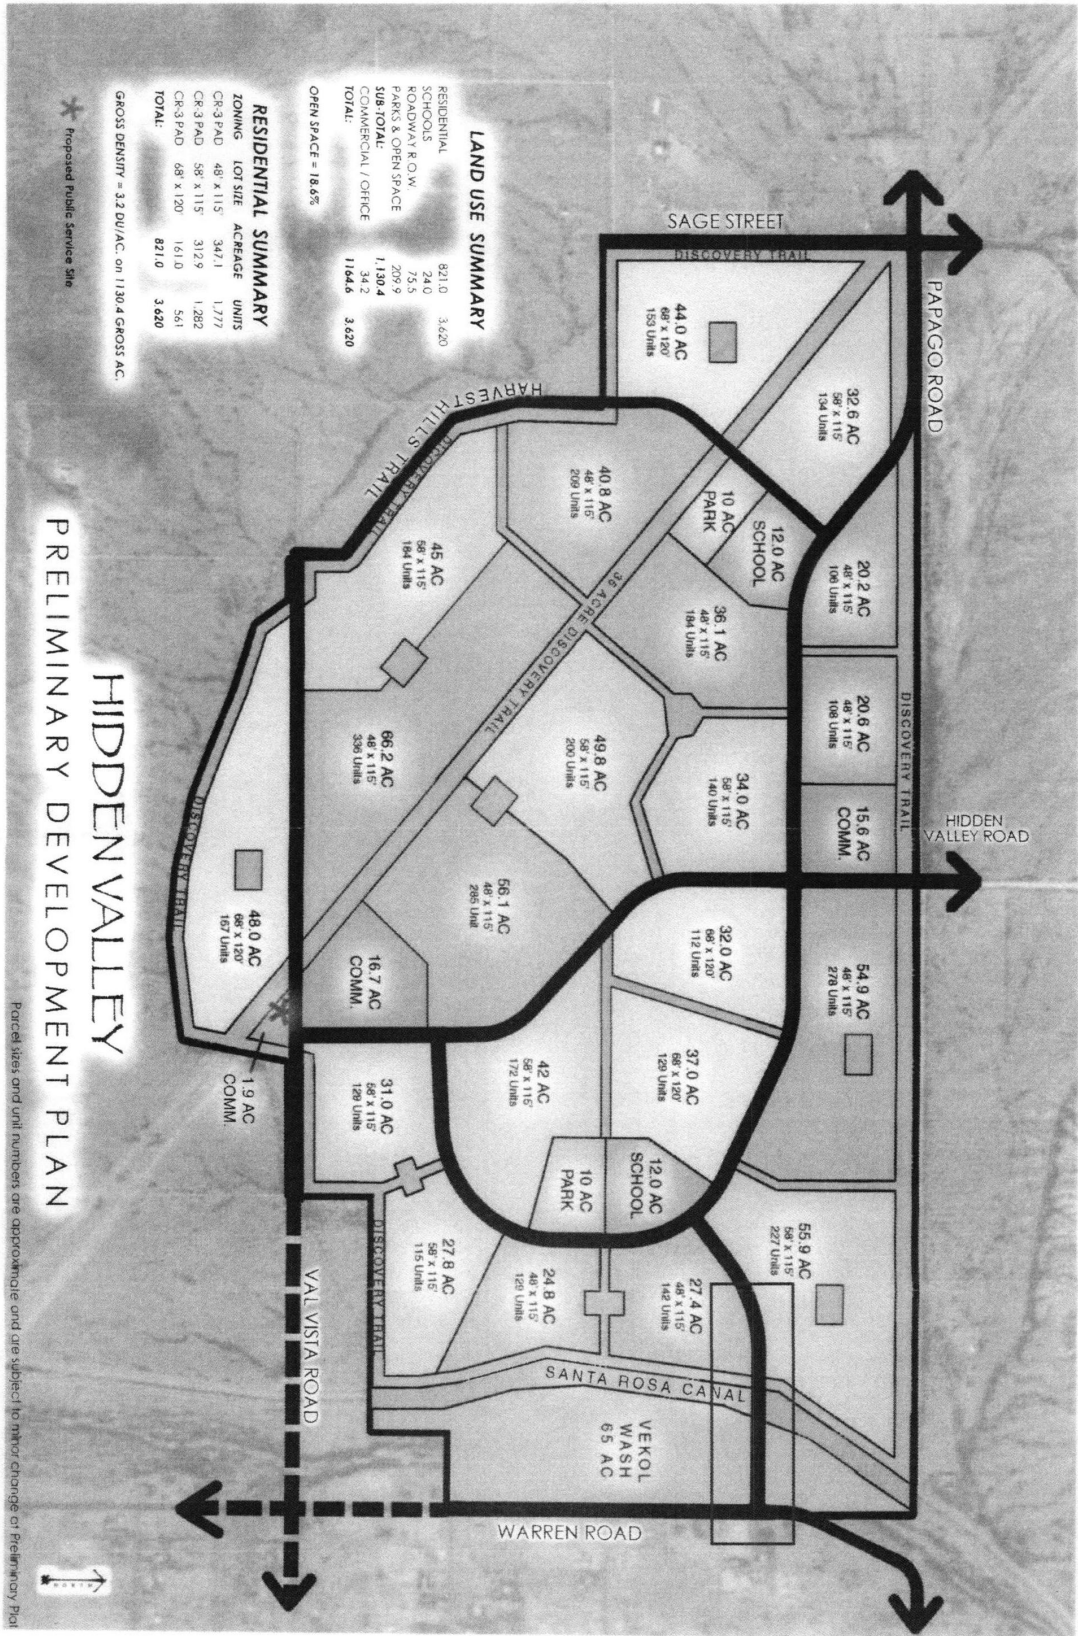 HIDDEN VALLEY
PRELIMINARY DEVELOPMENT PLAN
LAND USE SUMMARY
RESIDENTIAL 821.0 3,620
SCHOOLS 24.0
ROADWAY R.O.W. 75.5
PARKS & OPEN SPACE 209.9
SUB-TOTAL: 1,130.4
COMMERCIAL / OFFICE 34.2
TOTAL: 1164.6 3,620
OPEN SPACE = 18.6%
RESIDENTIAL SUMMARY
ZONING LOT SIZE ACREAGE UNITS
CR-3 PAD 48' x 115' 347.1 1,777
CR-3 PAD 58' x 115' 312.9 1,282
CR-3 PAD 68' x 120' 161.0 561
TOTAL: 821.0 3,620
GROSS DENSITY = 3.2 DU/AC. on 1130.4 GROSS AC.
* Proposed Public Service Site
SAGE STREET
DISCOVERY TRAIL
PAPAGO ROAD
44.0 AC
68' x 120'
153 Units
32.6 AC
58' x 115'
134 Units
HARVEST HILLS TRAIL
DISCOVERY TRAIL
40.8 AC
48' x 115'
209 Units
10 AC
PARK
12.0 AC
SCHOOL
20.2 AC
48' x 115'
106 Units
45 AC
58' x 115'
184 Units
36 ACRE DISCOVERY TRAIL
36.1 AC
48' x 115'
184 Units
20.6 AC
48' x 115'
108 Units
DISCOVERY TRAIL
66.2 AC
48' x 115'
336 Units
49.8 AC
58' x 115'
200 Units
34.0 AC
58' x 115'
140 Units
15.6 AC
COMM.
HIDDEN
VALLEY ROAD
DISCOVERY TRAIL
48.0 AC
68' x 120'
167 Units
16.7 AC
COMM.
56.1 AC
48' x 115'
285 Unit
32.0 AC
68' x 120'
112 Units
54.9 AC
48' x 115'
278 Units
1.9 AC
COMM.
31.0 AC
58' x 115'
129 Units
42 AC
58' x 115'
172 Units
37.0 AC
68' x 120'
129 Units
10 AC
PARK
12.0 AC
SCHOOL
55.9 AC
58' x 115'
227 Units
VAL VISTA ROAD
DISCOVERY TRAIL
27.8 AC
58' x 115'
115 Units
24.8 AC
48' x 115'
129 Units
27.4 AC
48' x 115'
142 Units
SANTA ROSA CANAL
VEKOL
WASH
65 AC
WARREN ROAD
NORTH
Parcel sizes and unit numbers are approximate and are subject to minor change at Preliminary Plat